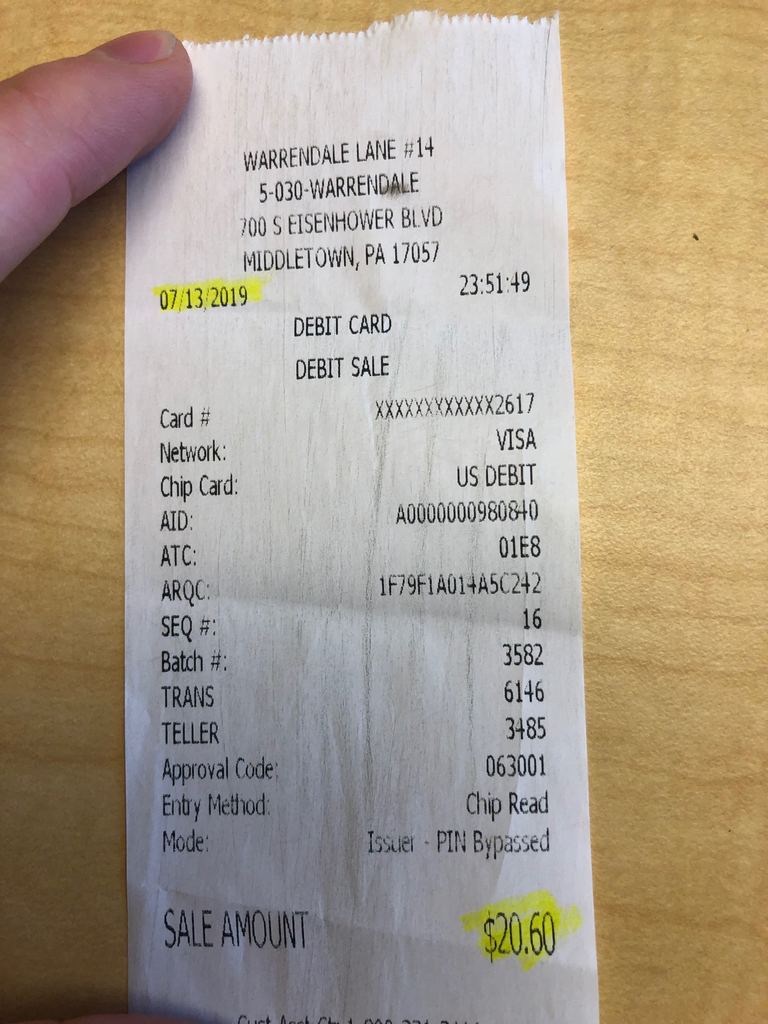 WARRENDALE LANE #14
5-030-WARRENDALE
700 S EISENHOWER BLVD
MIDDLETOWN, PA 17057
07/13/2019 23:51:49
DEBIT CARD
DEBIT SALE
Card # XXXXXXXXXXXX2617
Network: VISA
Chip Card: US DEBIT
AID: A0000000980840
ATC: 01E8
ARQC: 1F79F1A014A5C242
SEQ #: 16
Batch #: 3582
TRANS 6146
TELLER 3485
Approval Code: 063001
Entry Method: Chip Read
Mode: Issuer - PIN Bypassed
SALE AMOUNT $20.60